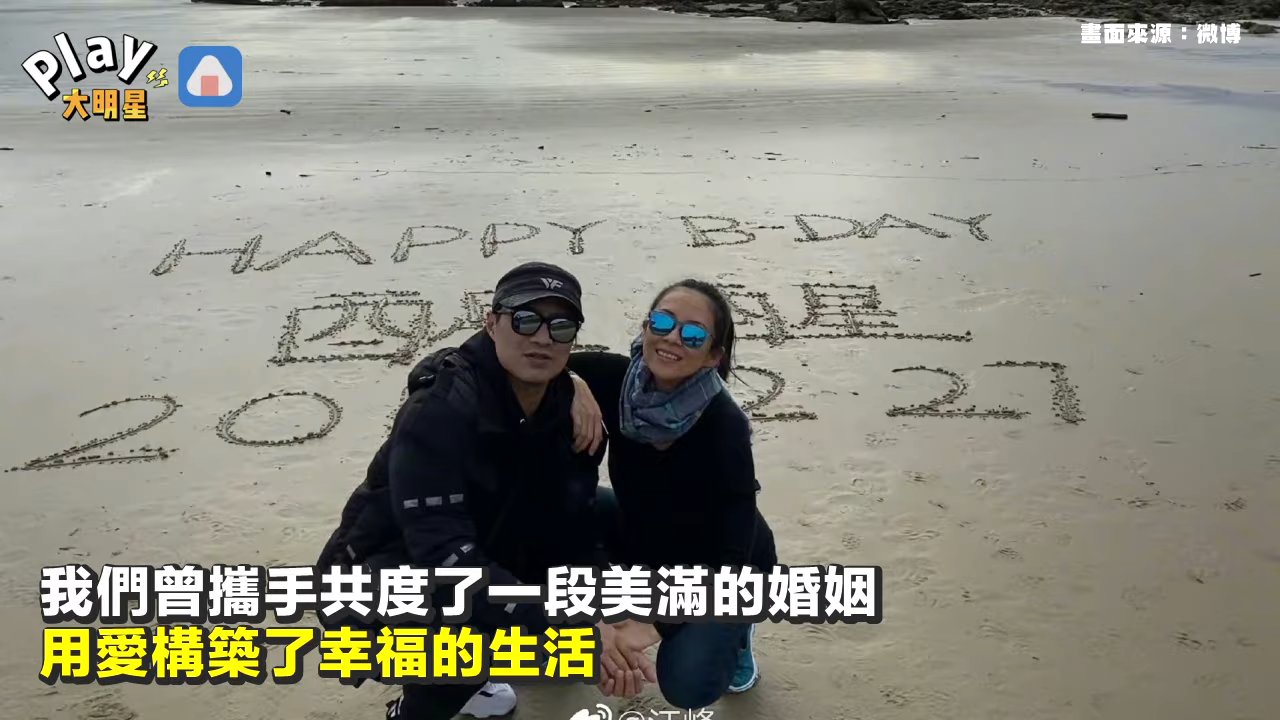 Play
大明星
畫面來源：微博
HAPPY B-DAY
20 2 27
我們曾攜手共度了一段美滿的婚姻
用愛構築了幸福的生活